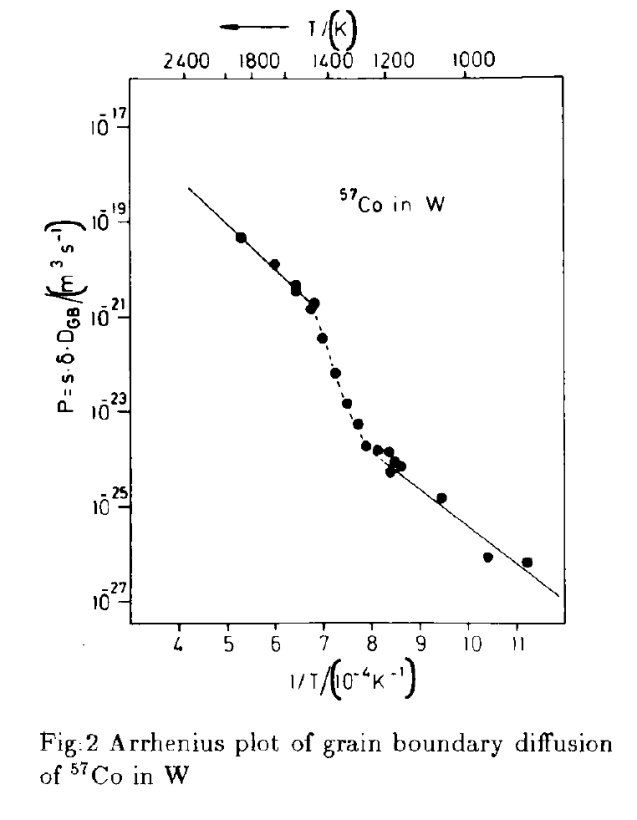 T/(K)
2400 1800 1400 1200 1000
10⁻¹⁷
⁵⁷Co in W
10⁻¹⁹
10⁻²¹
10⁻²³
10⁻²⁵
10⁻²⁷
P = s·δ·D_GB/(m³s⁻¹)
4 5 6 7 8 9 10 11
1/T/(10⁻⁴K⁻¹)
Fig:2 Arrhenius plot of grain boundary diffusion
of ⁵⁷Co in W